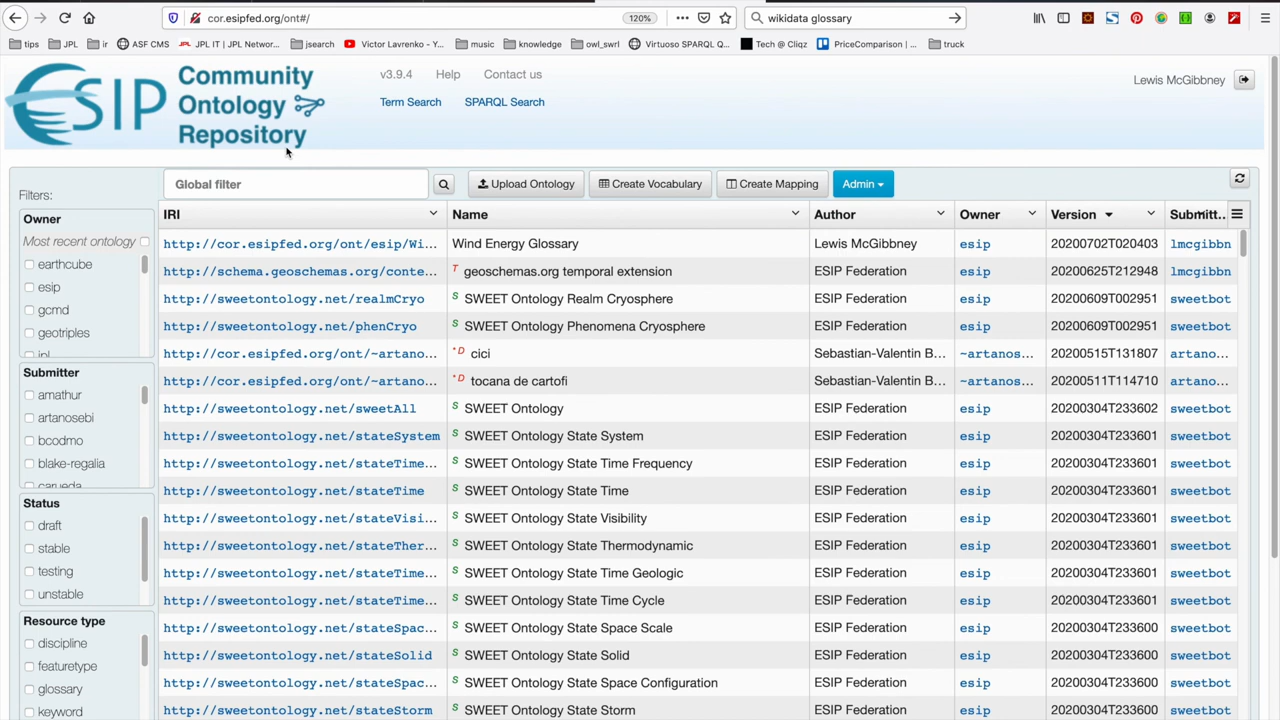 cor.esipfed.org/ont#/
120%
wikidata glossary
tips
JPL
ir
ASF CMS
JPL JPL IT | JPL Networ...
jsearch
Victor Lavrenko - Y...
music
knowledge
owl_swrl
Virtuoso SPARQL Q...
Tech @ Cliqz
PriceComparison | ...
truck
ESIP
Community
Ontology
Repository
v3.9.4 Help Contact us
Term Search SPARQL Search
Lewis McGibbney
Filters:
Global filter
Upload Ontology
Create Vocabulary
Create Mapping
Admin
Owner
Most recent ontology
earthcube
esip
gcmd
geotriples
jpl
Submitter
amathur
artanosebi
bcodmo
blake-regalia
carueda
Status
draft
stable
testing
unstable
Resource type
discipline
featuretype
glossary
keyword
IRI Name Author Owner Version Submitt..
http://cor.esipfed.org/ont/esip/Wi... Wind Energy Glossary Lewis McGibbney esip 20200702T020403 lmcgibbn
http://schema.geoschemas.org/conte... T geoschemas.org temporal extension ESIP Federation esip 20200625T212948 lmcgibbn
http://sweetontology.net/realmCryo S SWEET Ontology Realm Cryosphere ESIP Federation esip 20200609T002951 sweetbot
http://sweetontology.net/phenCryo S SWEET Ontology Phenomena Cryosphere ESIP Federation esip 20200609T002951 sweetbot
http://cor.esipfed.org/ont/~artano... *D cici Sebastian-Valentin B... ~artanos... 20200515T131807 artano...
http://cor.esipfed.org/ont/~artano... *D tocana de cartofi Sebastian-Valentin B... ~artanos... 20200511T114710 artano...
http://sweetontology.net/sweetAll S SWEET Ontology ESIP Federation esip 20200304T233602 sweetbot
http://sweetontology.net/stateSystem S SWEET Ontology State System ESIP Federation esip 20200304T233601 sweetbot
http://sweetontology.net/stateTime... S SWEET Ontology State Time Frequency ESIP Federation esip 20200304T233601 sweetbot
http://sweetontology.net/stateTime S SWEET Ontology State Time ESIP Federation esip 20200304T233601 sweetbot
http://sweetontology.net/stateVisi... S SWEET Ontology State Visibility ESIP Federation esip 20200304T233601 sweetbot
http://sweetontology.net/stateTher... S SWEET Ontology State Thermodynamic ESIP Federation esip 20200304T233601 sweetbot
http://sweetontology.net/stateTime... S SWEET Ontology State Time Geologic ESIP Federation esip 20200304T233601 sweetbot
http://sweetontology.net/stateTime... S SWEET Ontology State Time Cycle ESIP Federation esip 20200304T233601 sweetbot
http://sweetontology.net/stateSpac... S SWEET Ontology State Space Scale ESIP Federation esip 20200304T233600 sweetbot
http://sweetontology.net/stateSolid S SWEET Ontology State Solid ESIP Federation esip 20200304T233600 sweetbot
http://sweetontology.net/stateSpac... S SWEET Ontology State Space Configuration ESIP Federation esip 20200304T233600 sweetbot
http://sweetontology.net/stateStorm S SWEET Ontology State Storm ESIP Federation esip 20200304T233600 sweetbot